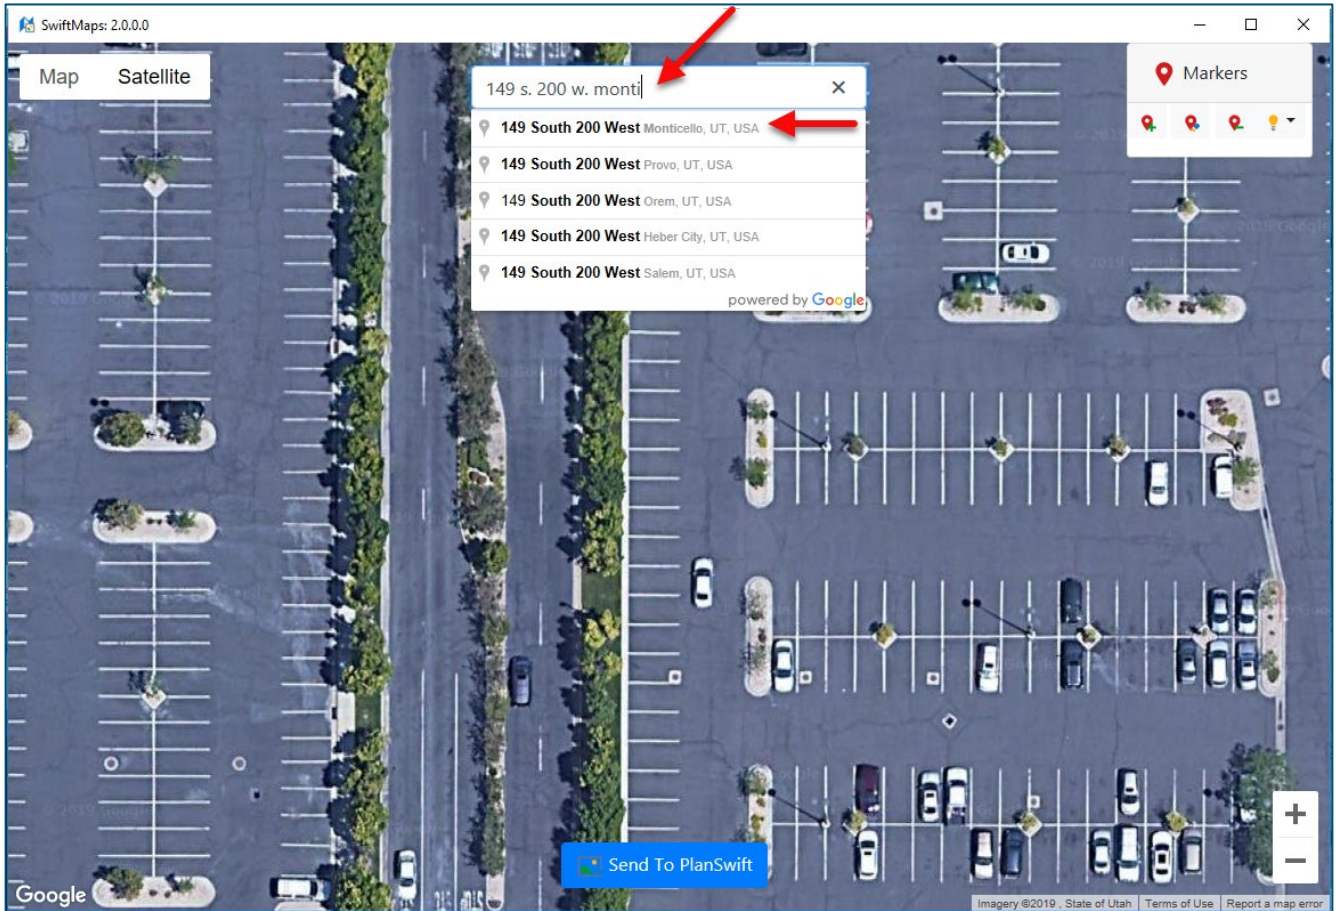 SwiftMaps: 2.0.0.0
Map Satellite
149 s. 200 w. monti
Markers
149 South 200 West Monticello, UT, USA
149 South 200 West Provo, UT, USA
149 South 200 West Orem, UT, USA
149 South 200 West Heber City, UT, USA
149 South 200 West Salem, UT, USA
powered by Google
Send To PlanSwift
Google
Imagery ©2019 , State of Utah Terms of Use Report a map error